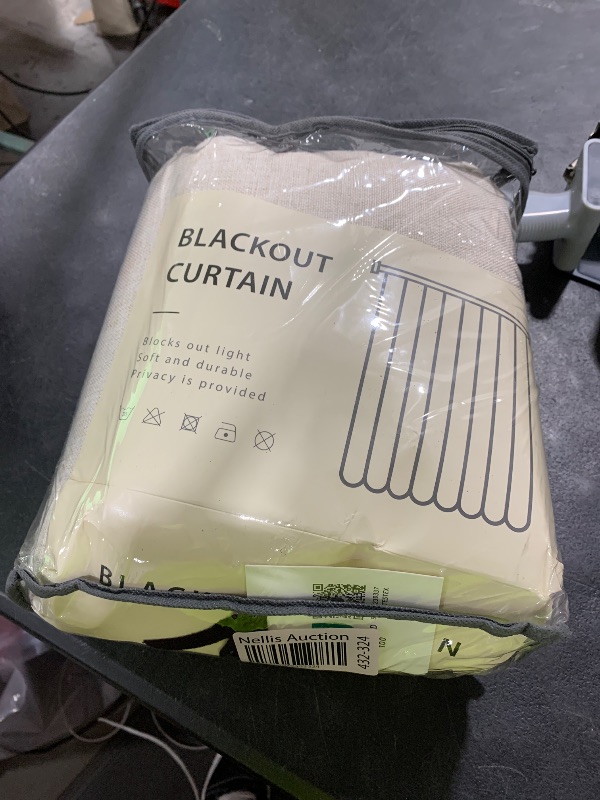 BLACKOUT
CURTAIN
Blocks out light
Soft and durable
Privacy is provided
Nellis Auction
432-324
N